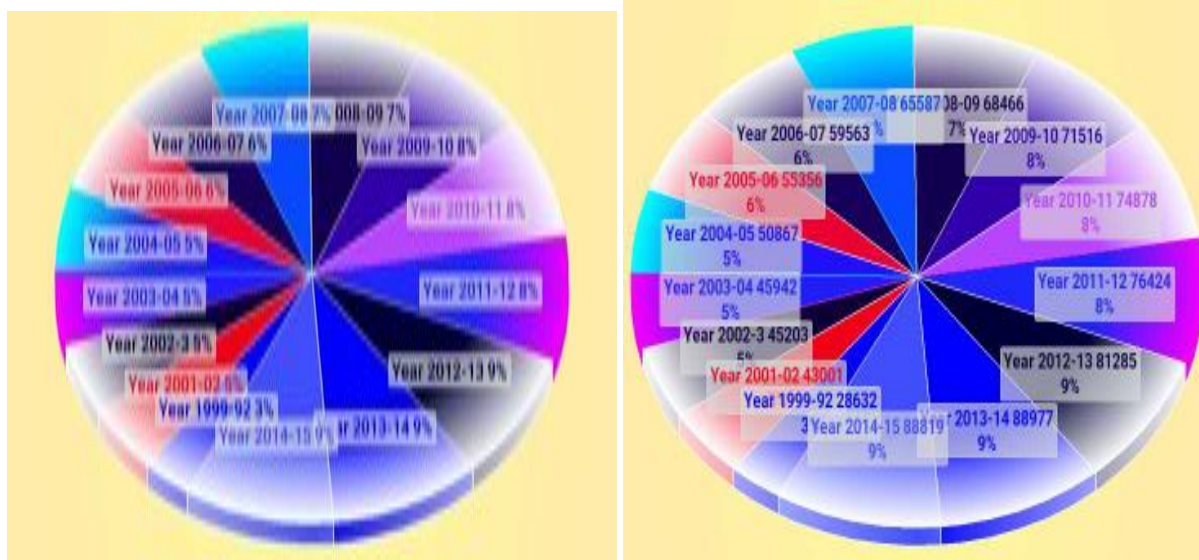 Year 2007-08 7%
008-09 7%
Year 2006-07 6%
Year 2009-10 8%
Year 2005-06 6%
Year 2010-11 8%
Year 2004-05 5%
Year 2003-04 5%
Year 2011-12 8%
Year 2002-3 5%
Year 2012-13 9%
Year 2001-02 5%
Year 1999-92 3%
Year 2014-15 9%
r 2013-14 9%
Year 2007-08 65587
%
08-09 68466
7%
Year 2006-07 59563
6%
Year 2009-10 71516
8%
Year 2005-06 55356
6%
Year 2010-11 74878
8%
Year 2004-05 50867
5%
Year 2003-04 45942
5%
Year 2011-12 76424
8%
Year 2002-3 45203
5%
Year 2012-13 81285
9%
Year 2001-02 43001
Year 1999-92 28632
3
Year 2014-15 88819
9%
Year 2013-14 88977
9%